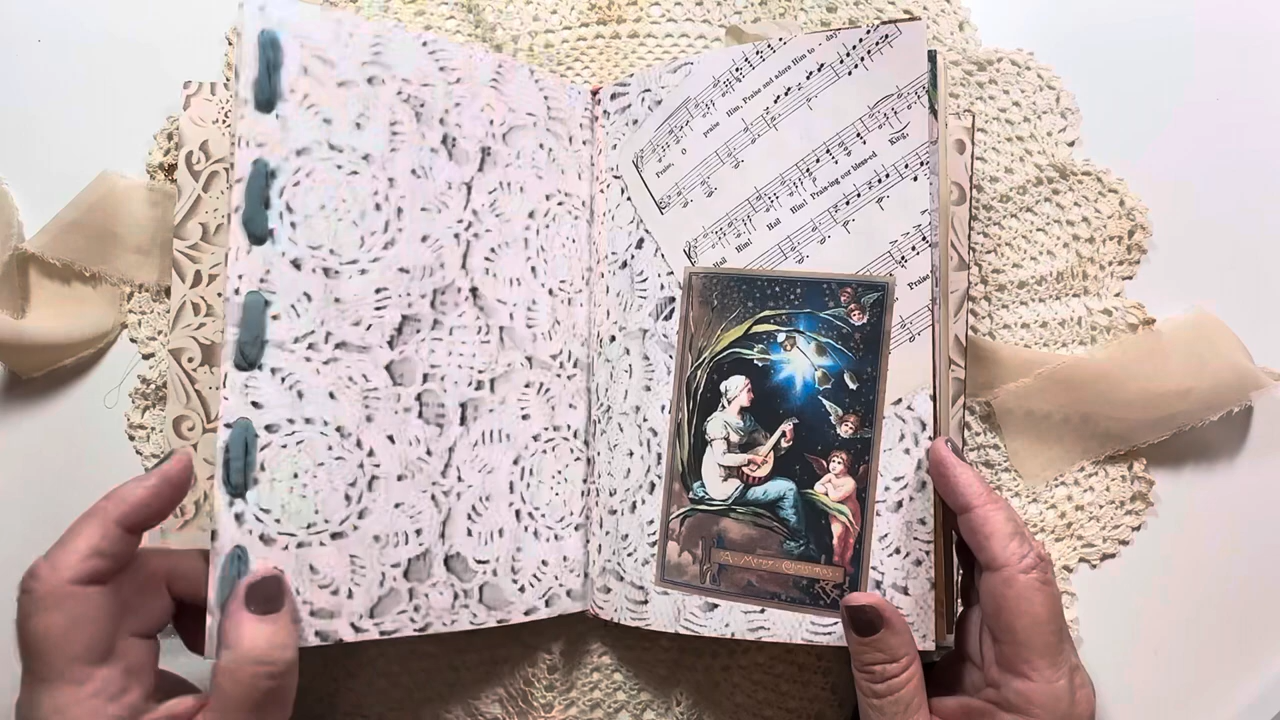 day.
praise Him, Praise and adore Him to -
Praise, O
King,
Hail Him! Prais-ing our bless-ed
Hail Him!
Praise
A · Merry · Christmas ·